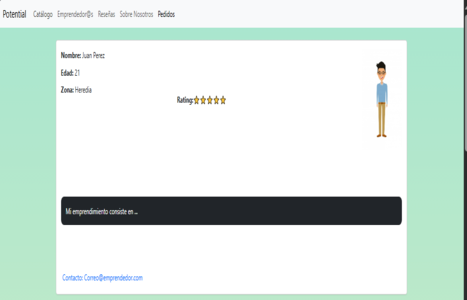 Potential Catálogo Emprendedor@s Reseñas Sobre Nosotros Pedidos
Nombre: Juan Perez
Edad: 21
Zona: Heredia
Rating:
Mi emprendimiento consiste en ...
Contacto: Correo@emprendedor.com